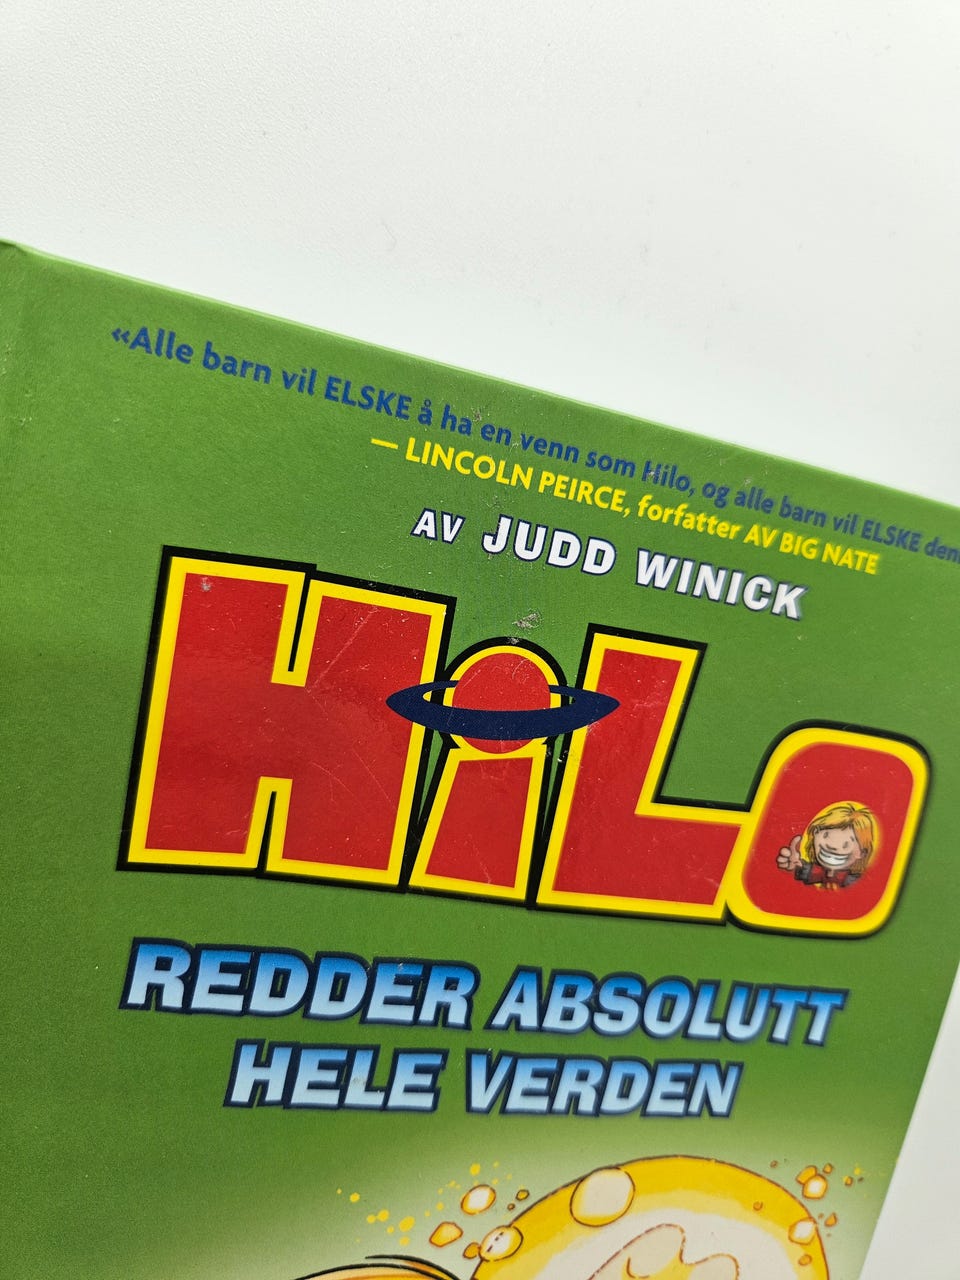 «Alle barn vil ELSKE å ha en venn som Hilo, og alle barn vil ELSKE
— LINCOLN PEIRCE, forfatter AV BIG NATE
AV JUDD WINICK
HiLO
REDDER ABSOLUTT
HELE VERDEN